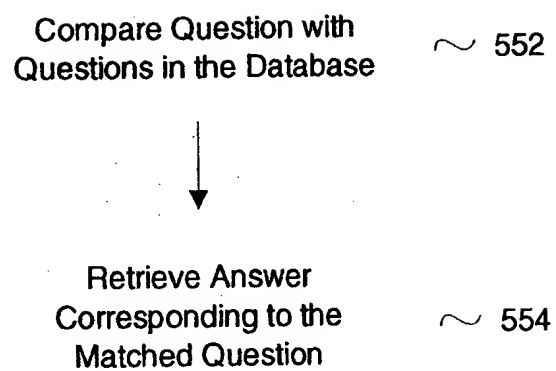 Compare Question with
Questions in the Database
552
Retrieve Answer
Corresponding to the
Matched Question
554